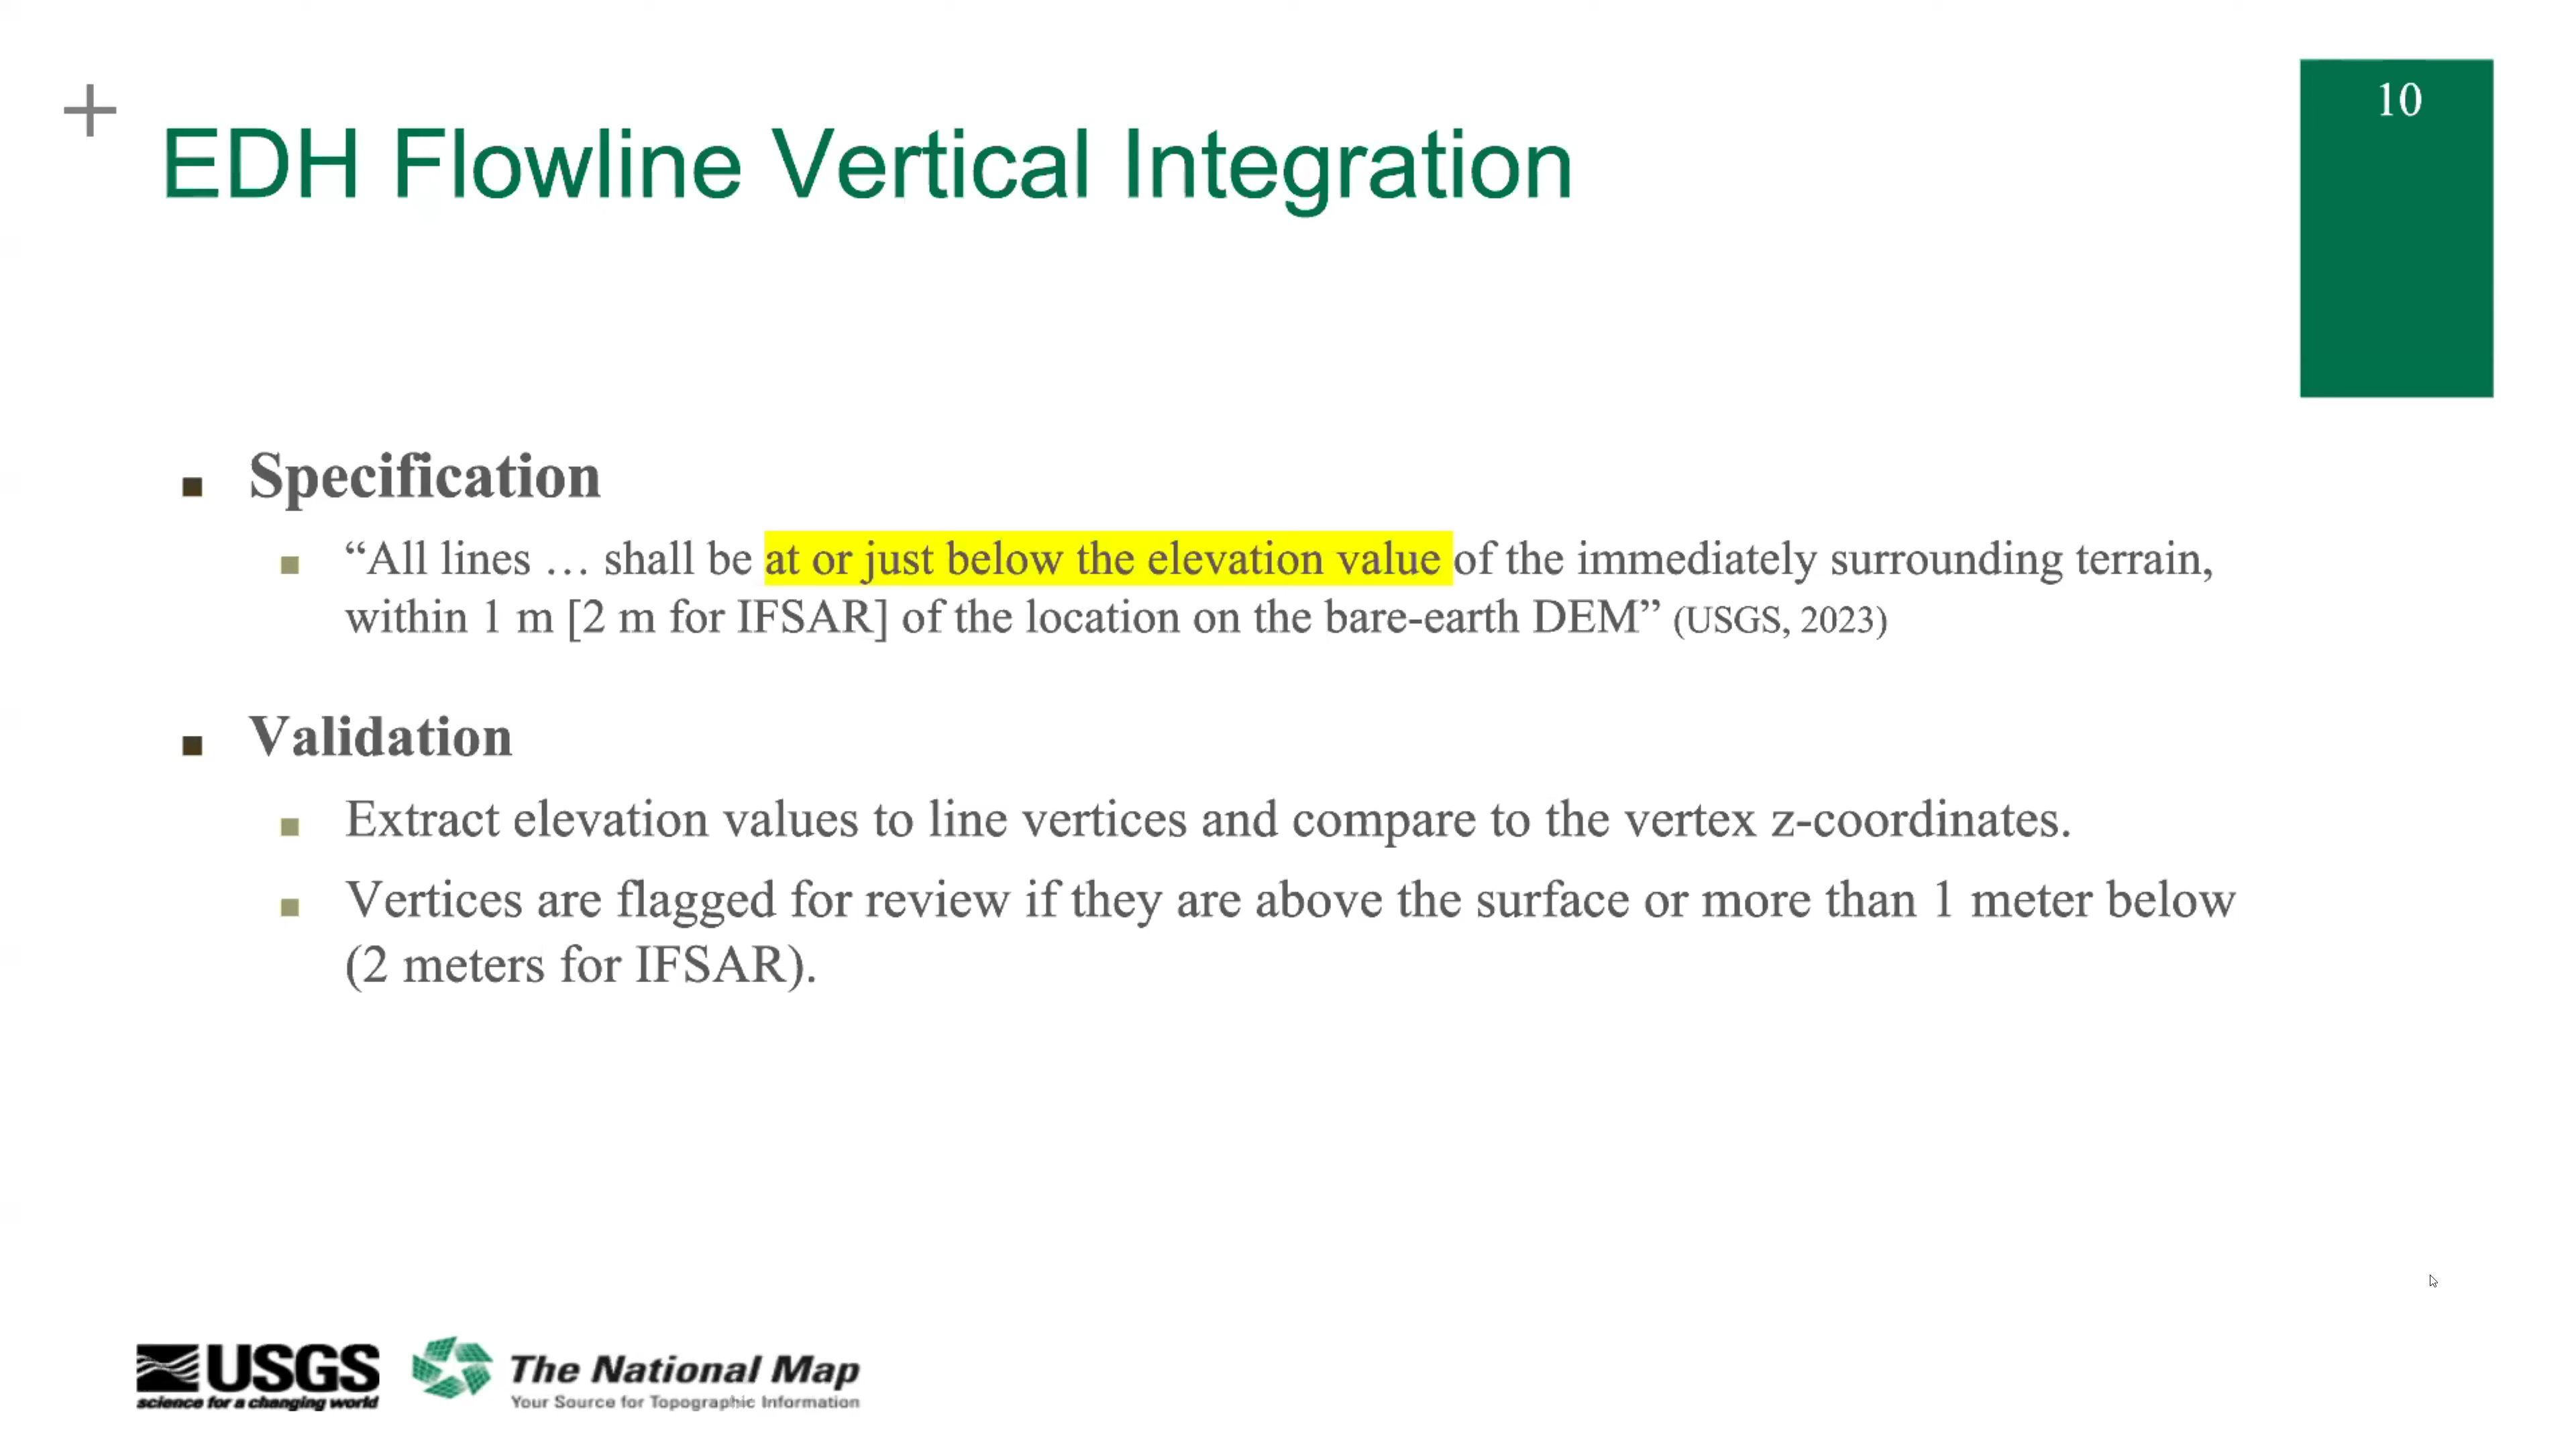 10
EDH Flowline Vertical Integration
Specification
“All lines … shall be at or just below the elevation value of the immediately surrounding terrain,
within 1 m [2 m for IFSAR] of the location on the bare-earth DEM” (USGS, 2023)
Validation
Extract elevation values to line vertices and compare to the vertex z-coordinates.
Vertices are flagged for review if they are above the surface or more than 1 meter below
(2 meters for IFSAR).
USGS
science for a changing world
The National Map
Your Source for Topographic Information